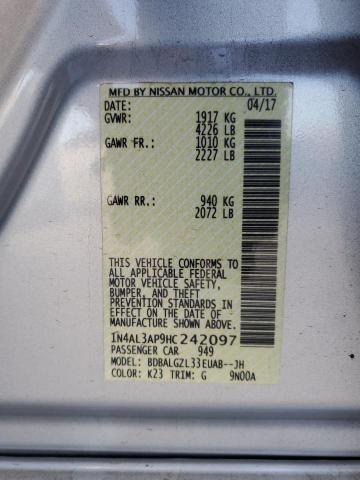 MFD BY NISSAN MOTOR CO., LTD.
DATE: 04/17
GVWR: 1917 KG
4226 LB
GAWR FR.: 1010 KG
2227 LB
GAWR RR.: 940 KG
2072 LB
THIS VEHICLE CONFORMS TO
ALL APPLICABLE FEDERAL
MOTOR VEHICLE SAFETY,
BUMPER, AND THEFT
PREVENTION STANDARDS IN
EFFECT ON THE DATE OF
MANUFACTURE SHOWN ABOVE.
1N4AL3AP9HC242097
PASSENGER CAR 949
MODEL: BDBALGZL33EUAB--JH
COLOR: K23 TRIM: G 9N00A